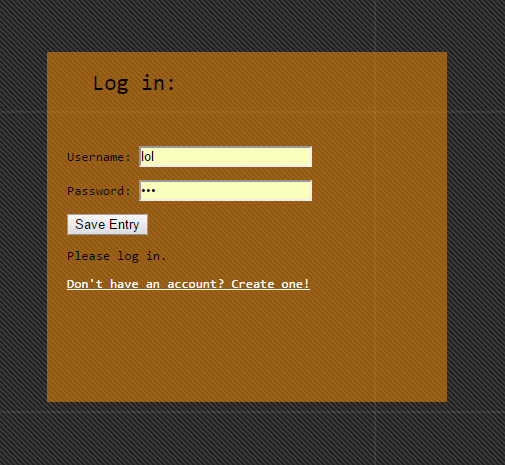 Log in:
Username: lol
Password: •••
Save Entry
Please log in.
Don't have an account? Create one!